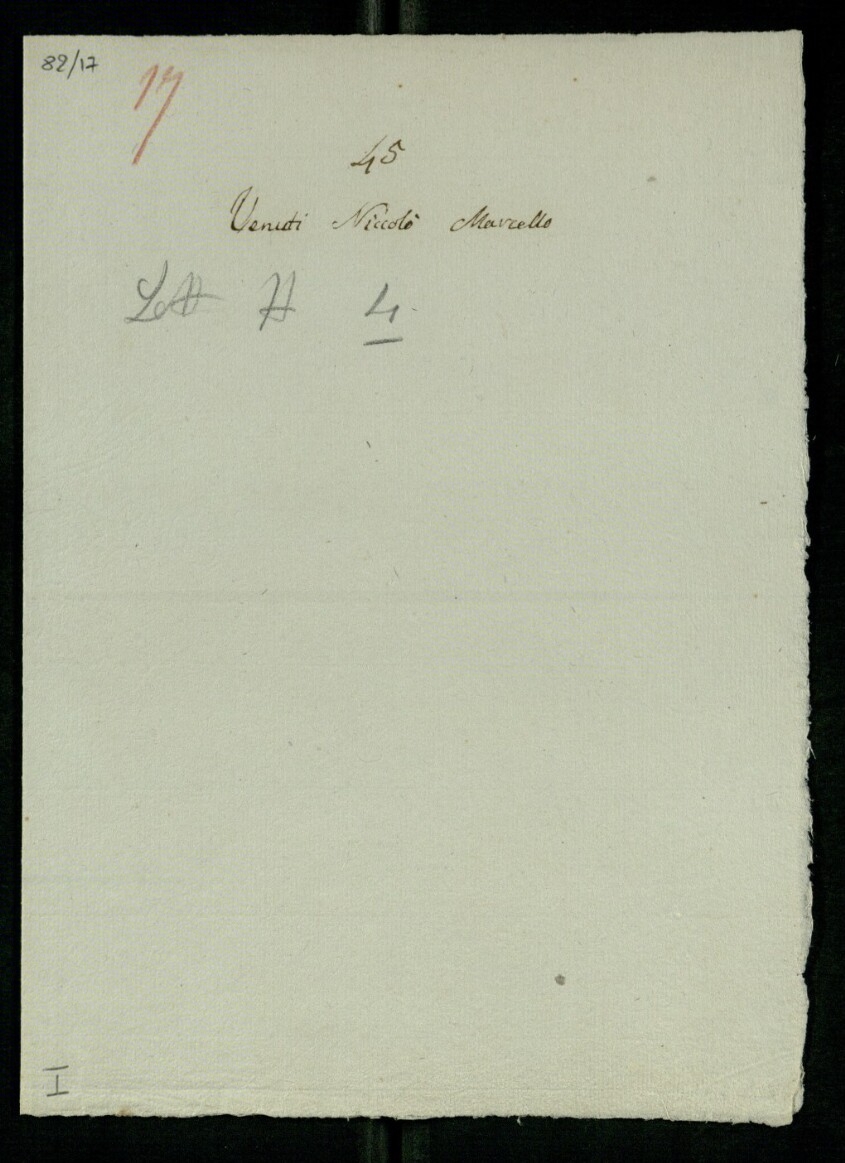 82/17
17
45
Venuti Niccolò Marcello
Lett H 4
I